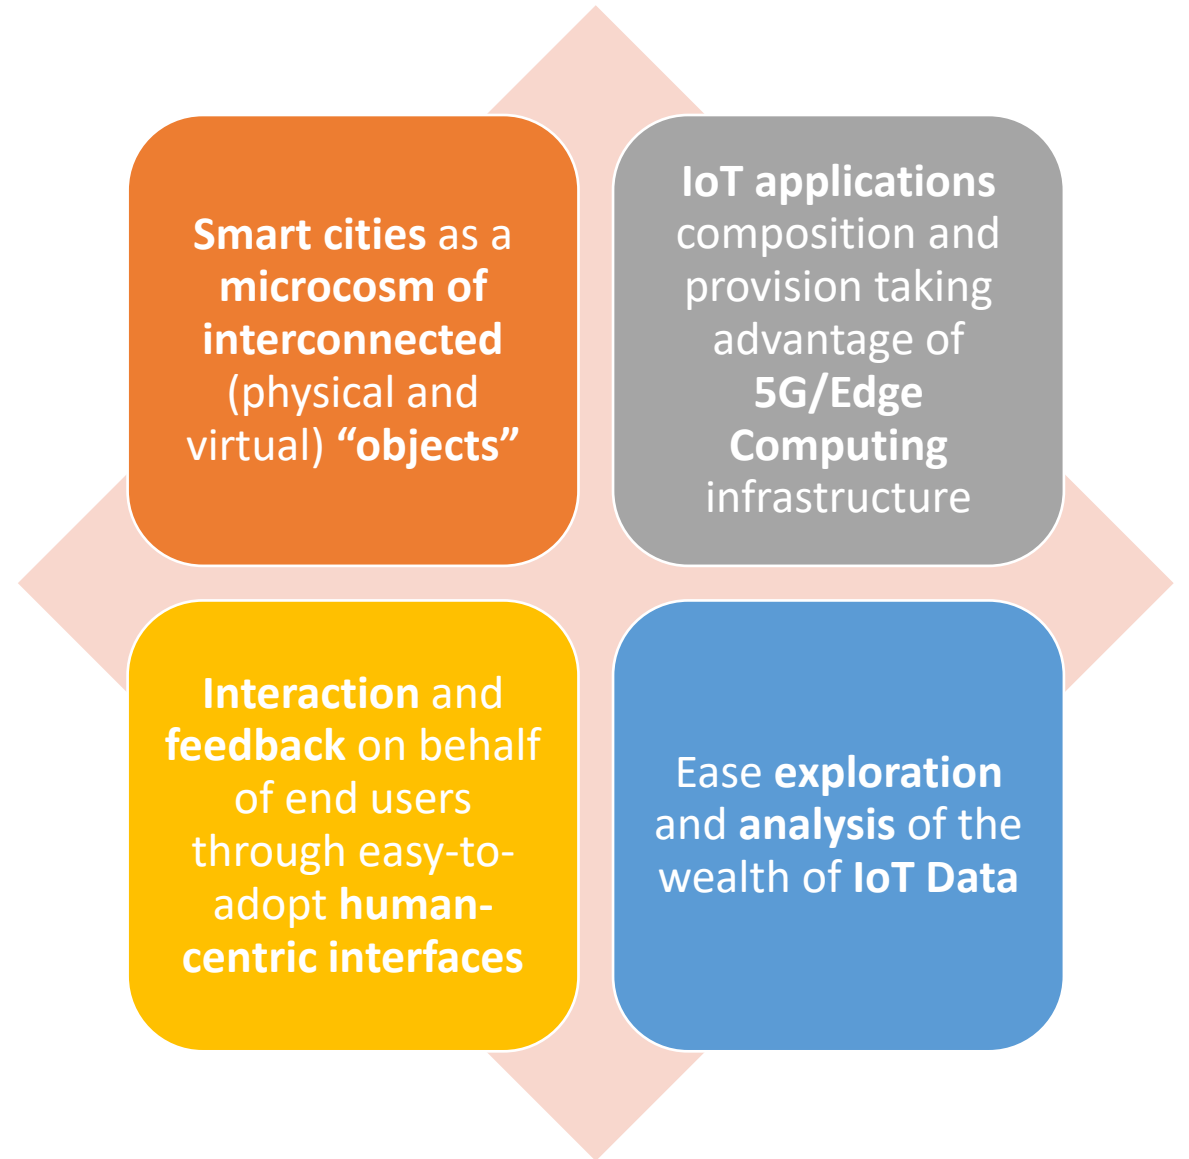 Smart cities as a
microcosm of
interconnected
(physical and
virtual) “objects”
IoT applications
composition and
provision taking
advantage of
5G/Edge
Computing
infrastructure
Interaction and
feedback on behalf
of end users
through easy-to-
adopt human-
centric interfaces
Ease exploration
and analysis of the
wealth of IoT Data